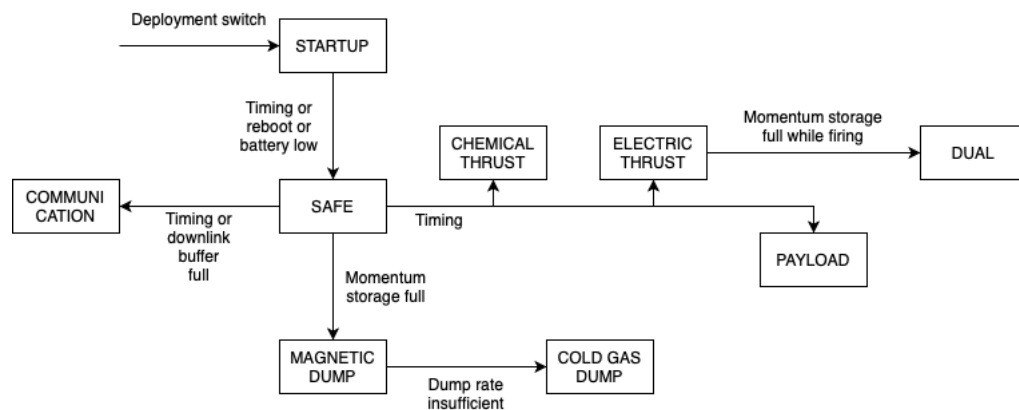 Deployment switch
STARTUP
Timing or
reboot or
battery low
CHEMICAL
THRUST
ELECTRIC
THRUST
Momentum storage
full while firing
DUAL
COMMUNI
CATION
SAFE
Timing or
downlink
buffer
full
Timing
PAYLOAD
Momentum
storage full
MAGNETIC
DUMP
COLD GAS
DUMP
Dump rate
insufficient